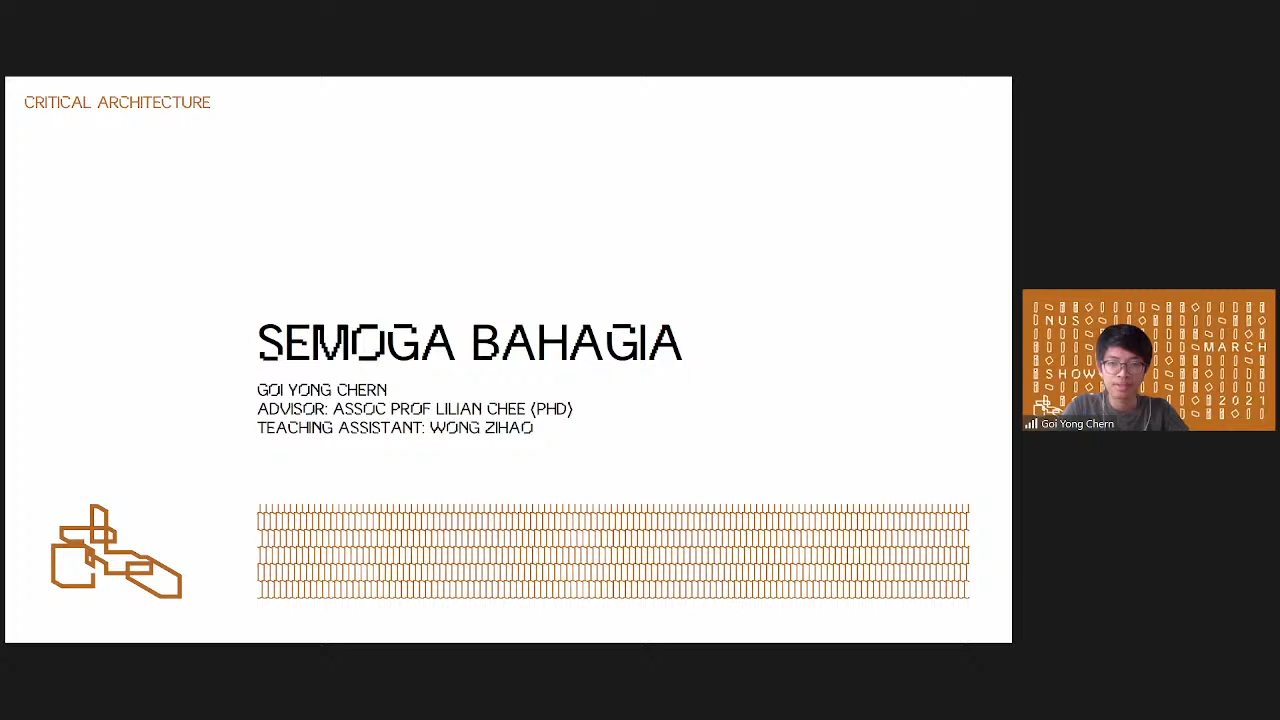 CRITICAL ARCHITECTURE
SEMOGA BAHAGIA
GOI YONG CHERN
ADVISOR: ASSOC PROF LILIAN CHEE (PHD)
TEACHING ASSISTANT: WONG ZIHAO
NUS
MARCH
SHOW
2021
Goi Yong Chern